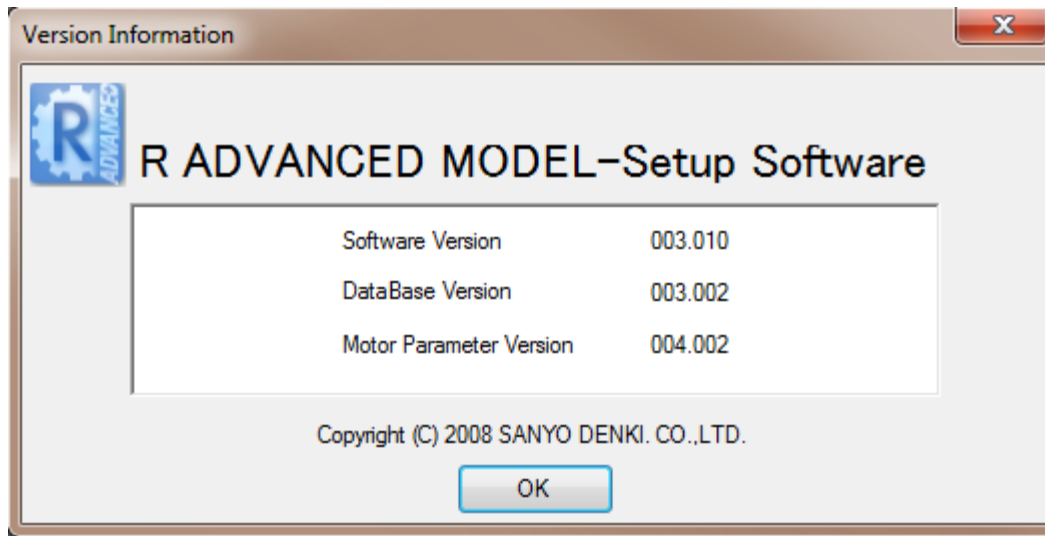 Version Information
R ADVANCED
R ADVANCED MODEL-Setup Software
Software Version 003.010
DataBase Version 003.002
Motor Parameter Version 004.002
Copyright (C) 2008 SANYO DENKI. CO.,LTD.
OK